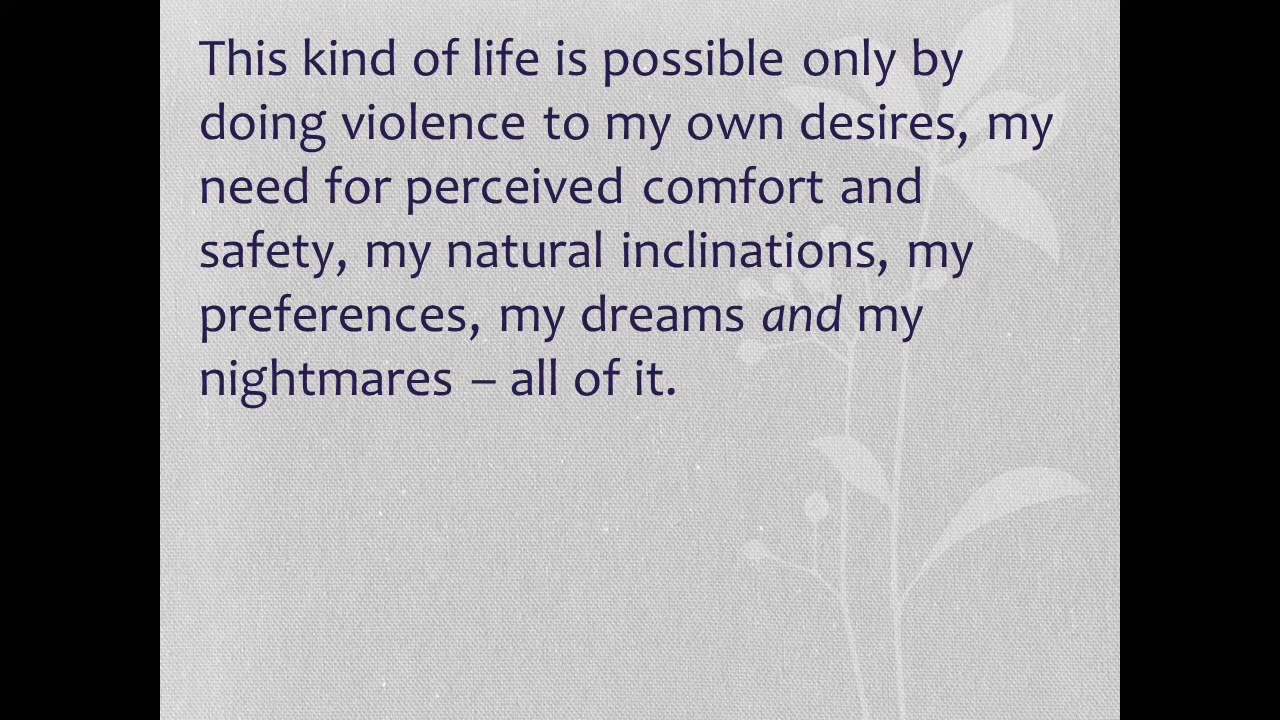 This kind of life is possible only by
doing violence to my own desires, my
need for perceived comfort and
safety, my natural inclinations, my
preferences, my dreams and my
nightmares – all of it.